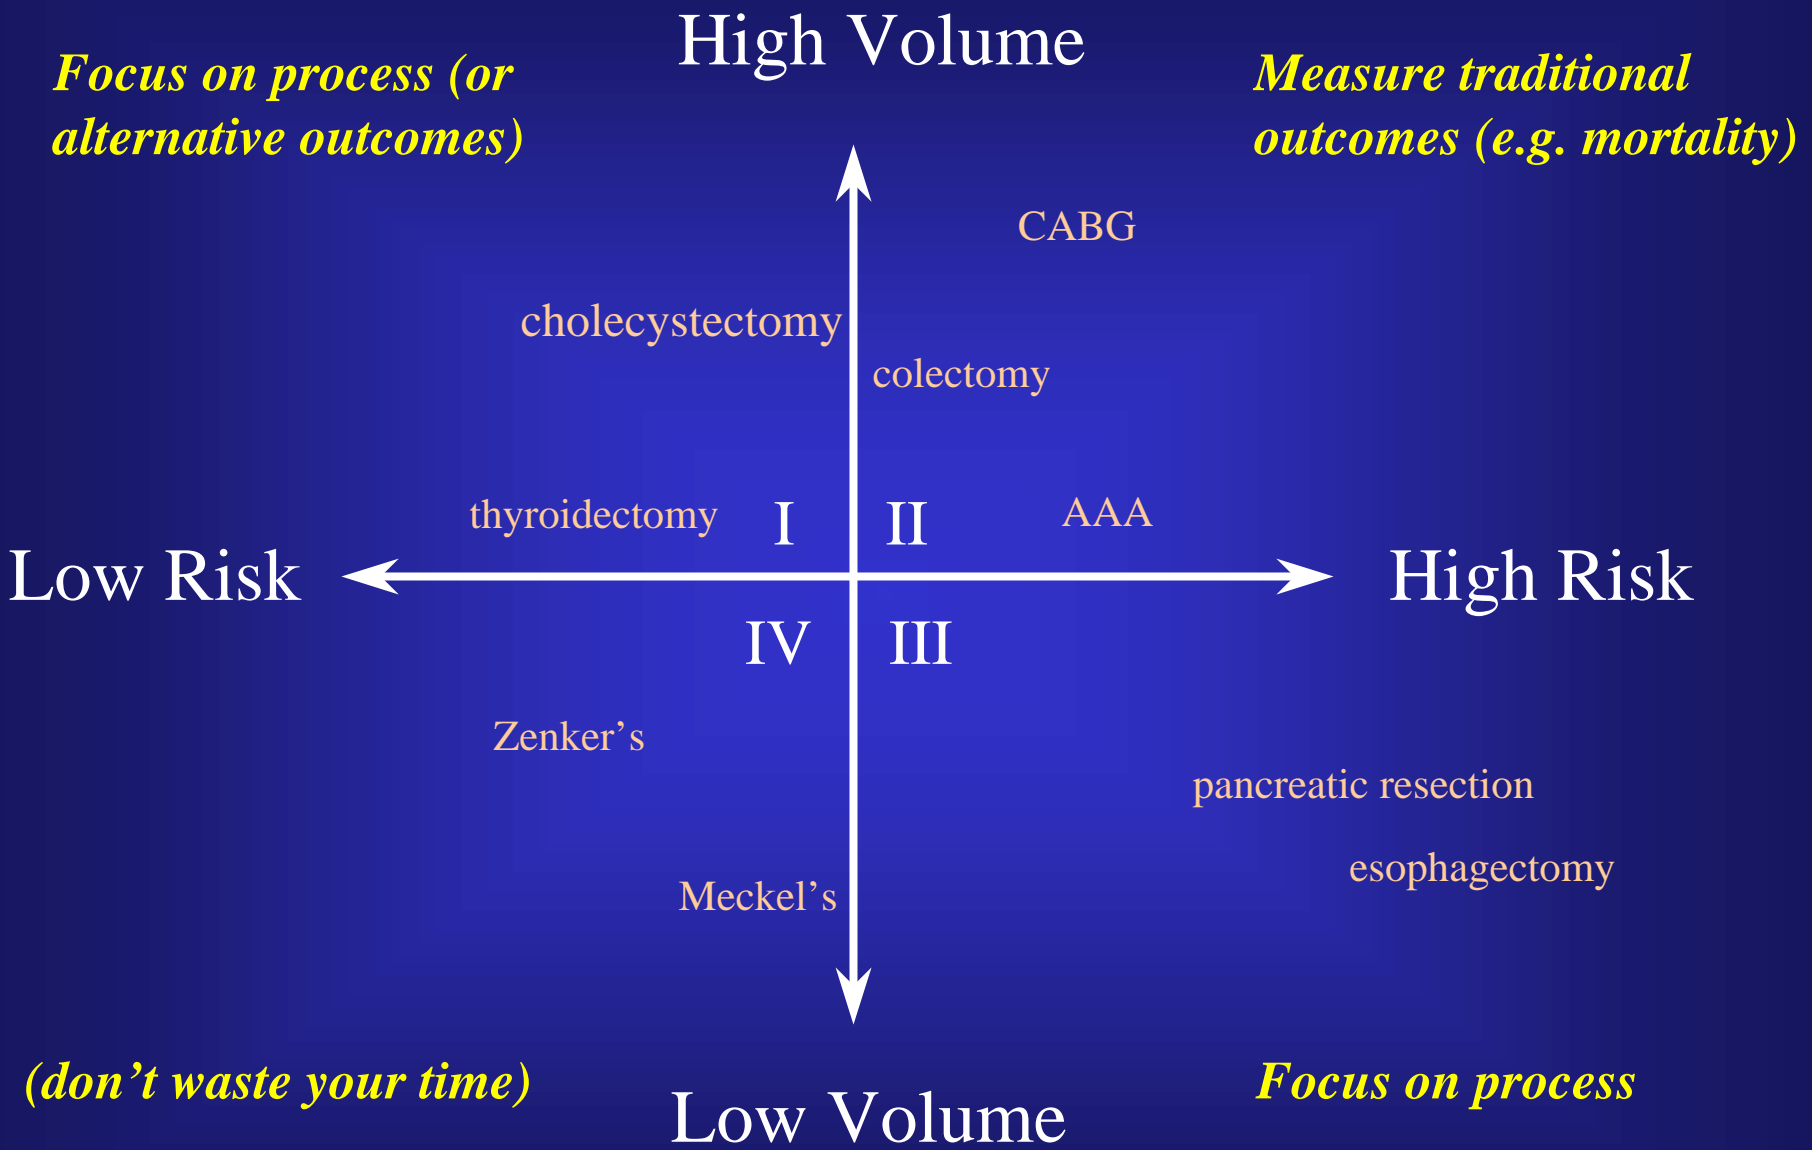 High Volume
Focus on process (or
alternative outcomes)
Measure traditional
outcomes (e.g. mortality)
CABG
cholecystectomy
colectomy
thyroidectomy
I
II
AAA
Low Risk
High Risk
IV
III
Zenker’s
pancreatic resection
esophagectomy
Meckel’s
(don’t waste your time)
Focus on process
Low Volume